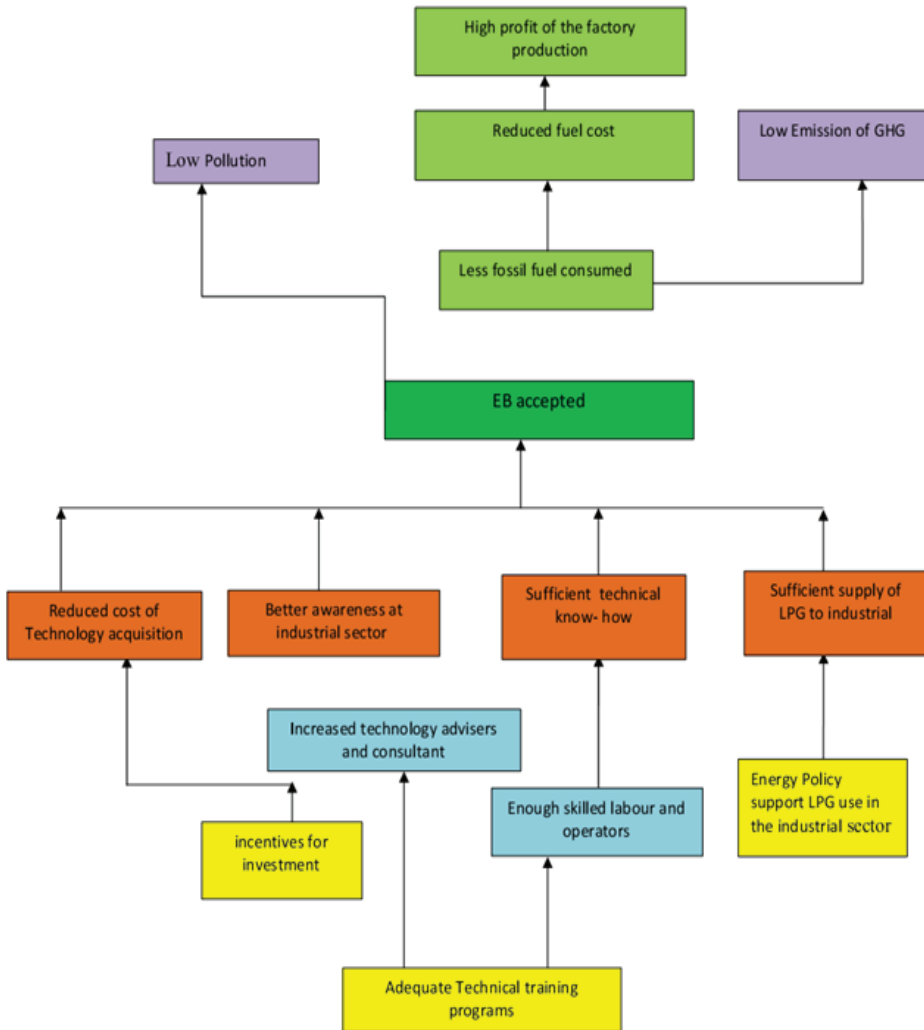 High profit of the factory
production
Reduced fuel cost
Low Emission of GHG
Low Pollution
Less fossil fuel consumed
EB accepted
Reduced cost of
Technology acquisition
Better awareness at
industrial sector
Sufficient technical
know- how
Sufficient supply of
LPG to industrial
Increased technology advisers
and consultant
Enough skilled labour and
operators
Energy Policy
support LPG use in
the industrial sector
incentives for
investment
Adequate Technical training
programs